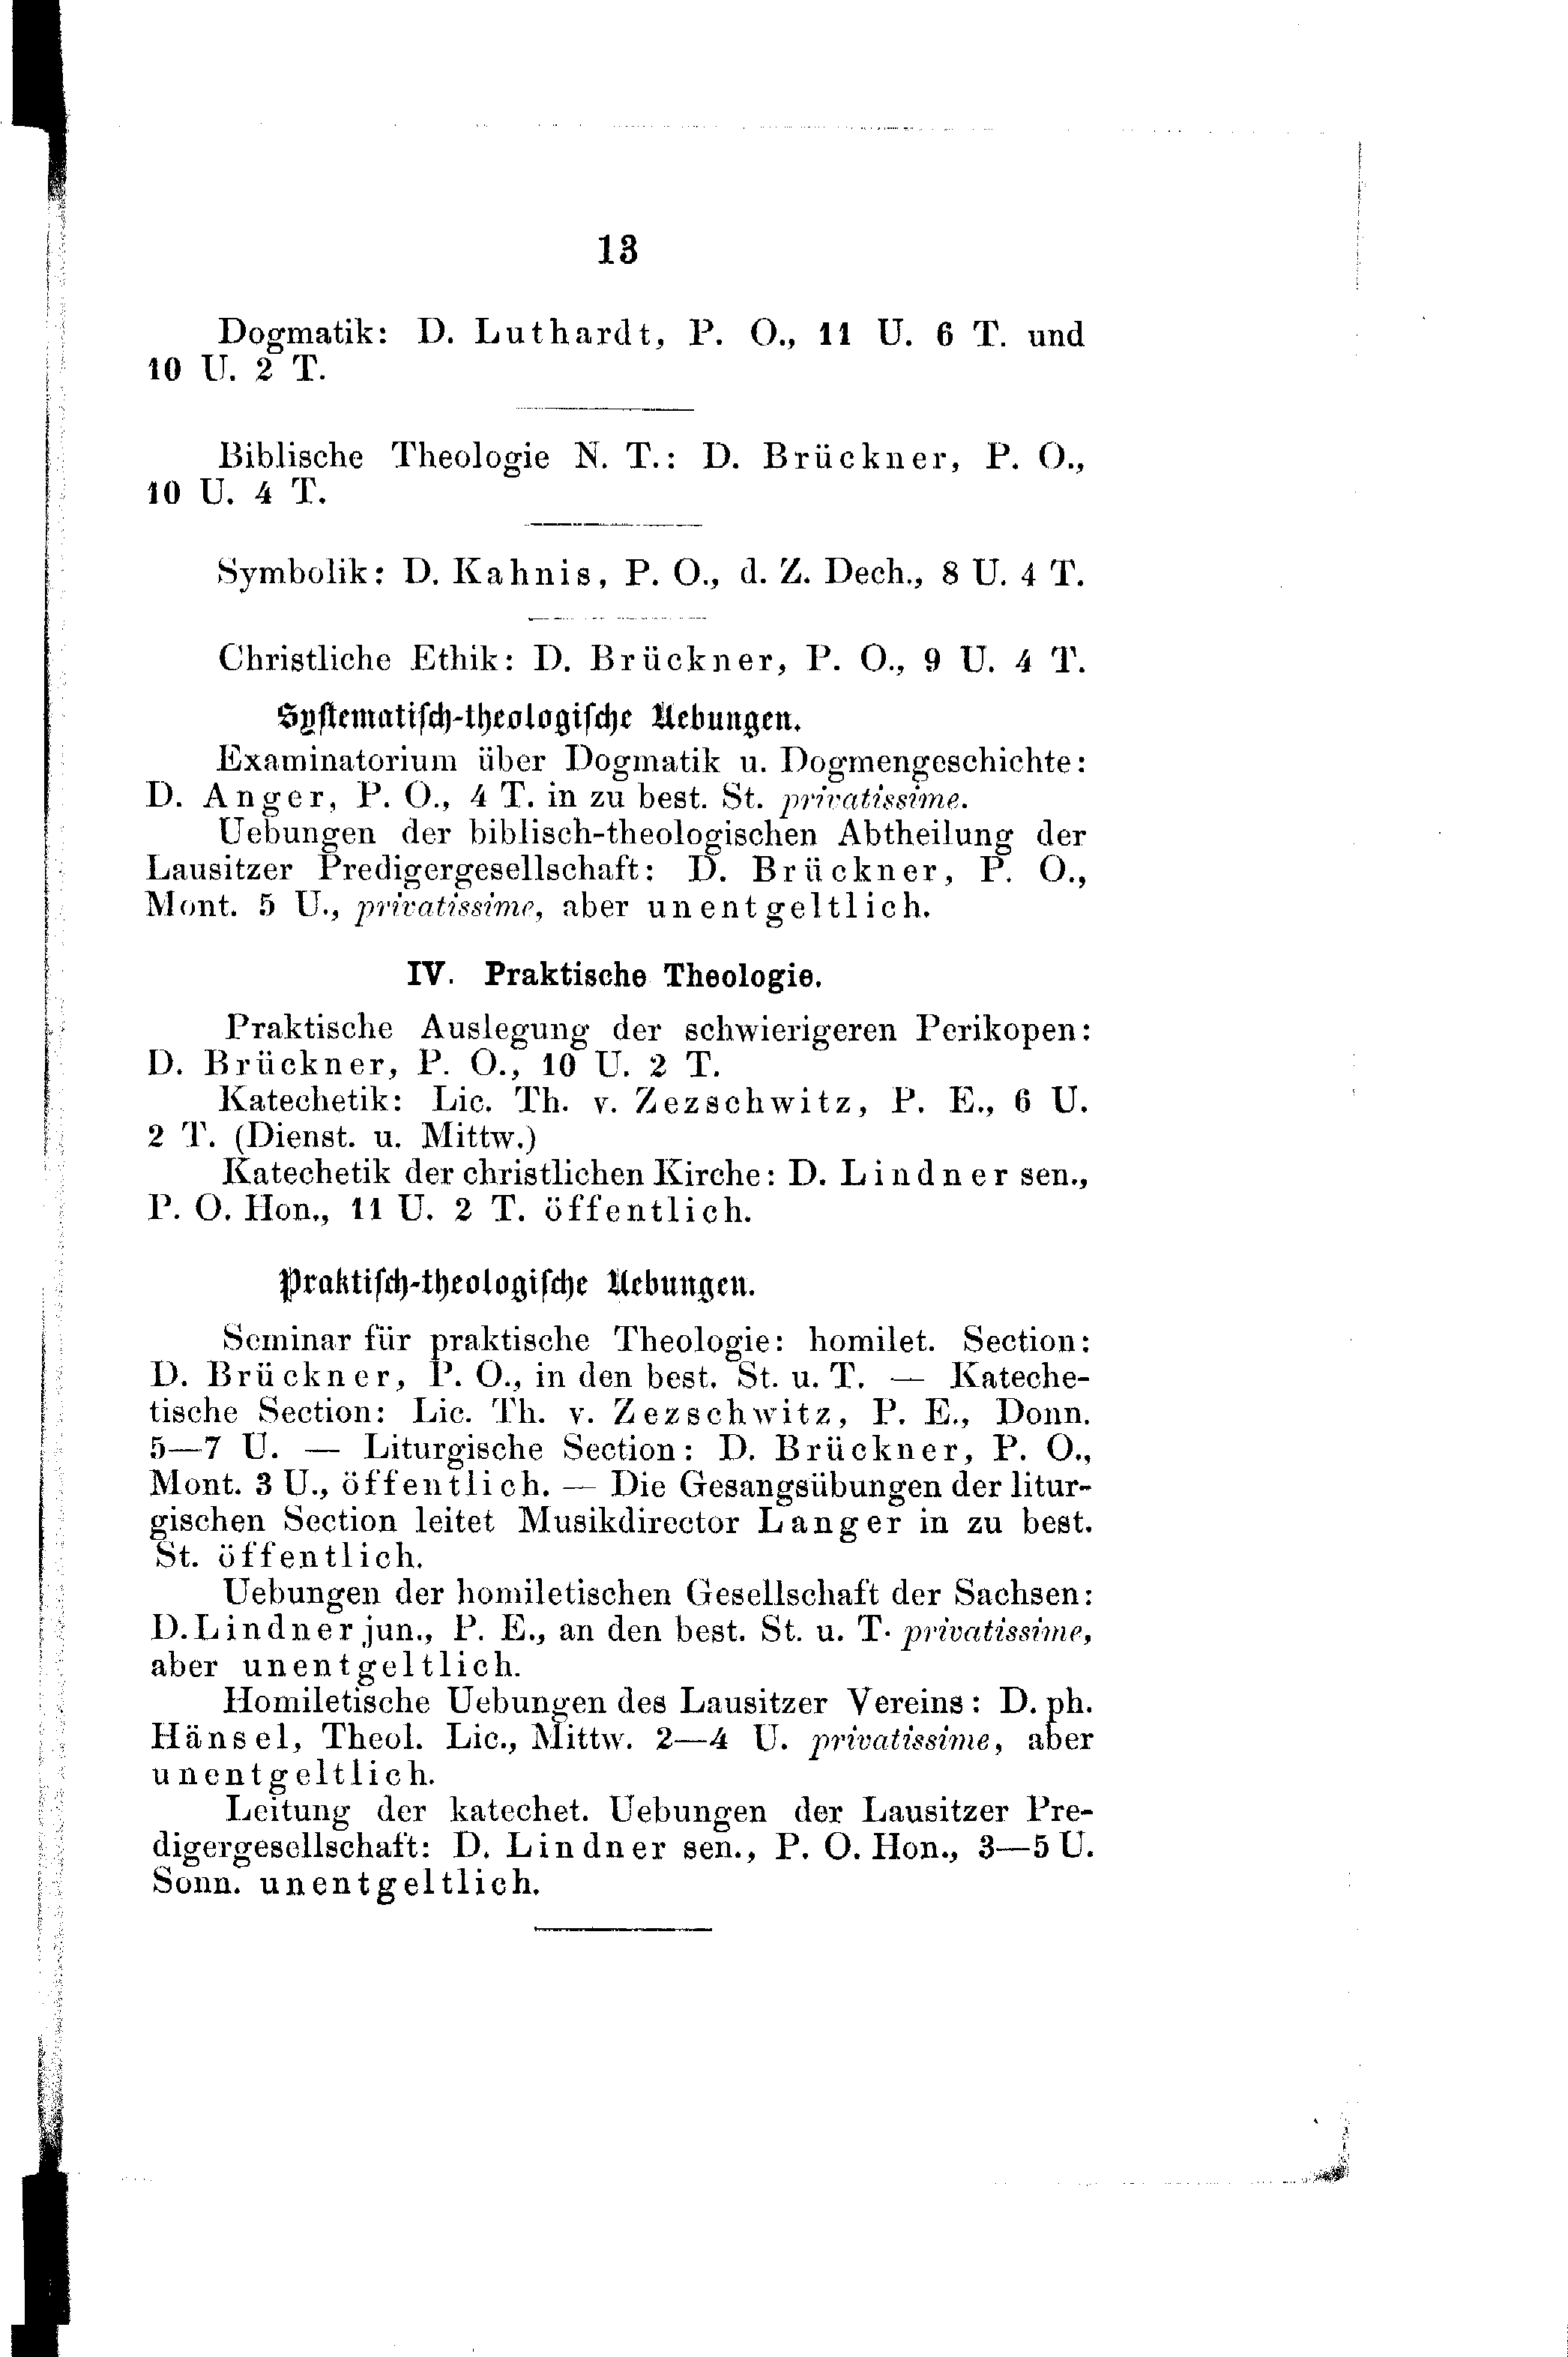 13
Dogmatik: D. Luthardt, P. O., 11 U. 6 T. und
10 U. 2 T.
Biblische Theologie N. T.: D. Brückner, P. O.,
10 U. 4 T.
Symbolik: D. Kahnis, P. O., d. Z. Dech., 8 U. 4 T.
Christliche Ethik: D. Brückner, P. O., 9 U. 4 T.
Systematisch-theologische Uebungen.
Examinatorium über Dogmatik u. Dogmengeschichte:
D. Anger, P. O., 4 T. in zu best. St. privatissime.
Uebungen der biblisch-theologischen Abtheilung der
Lausitzer Predigergesellschaft: D. Brückner, P. O.,
Mont. 5 U., privatissime, aber unentgeltlich.
IV. Praktische Theologie.
Praktische Auslegung der schwierigeren Perikopen:
D. Brückner, P. O., 10 U. 2 T.
Katechetik: Lic. Th. v. Zezschwitz, P. E., 6 U.
2 T. (Dienst. u. Mittw.)
Katechetik der christlichen Kirche: D. Lindner sen.,
P. O. Hon., 11 U. 2 T. öffentlich.
Praktisch-theologische Uebungen.
Seminar für praktische Theologie: homilet. Section:
D. Brückner, P. O., in den best. St. u. T. — Kateche-
tische Section: Lic. Th. v. Zezschwitz, P. E., Donn.
5—7 U. — Liturgische Section: D. Brückner, P. O.,
Mont. 3 U., öffentlich. — Die Gesangsübungen der litur-
gischen Section leitet Musikdirector Langer in zu best.
St. öffentlich.
Uebungen der homiletischen Gesellschaft der Sachsen:
D. Lindner jun., P. E., an den best. St. u. T. privatissime,
aber unentgeltlich.
Homiletische Uebungen des Lausitzer Vereins: D. ph.
Hänsel, Theol. Lic., Mittw. 2—4 U. privatissime, aber
unentgeltlich.
Leitung der katechet. Uebungen der Lausitzer Pre-
digergesellschaft: D. Lindner sen., P. O. Hon., 3—5 U.
Sonn. unentgeltlich.